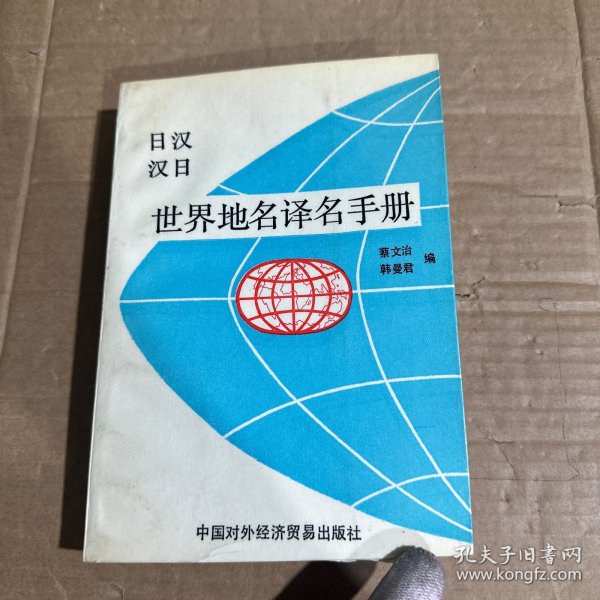 日汉
汉日
世界地名译名手册
蔡文治
韩曼君
编
中国对外经济贸易出版社
孔夫子旧书网
www.kongfz.com